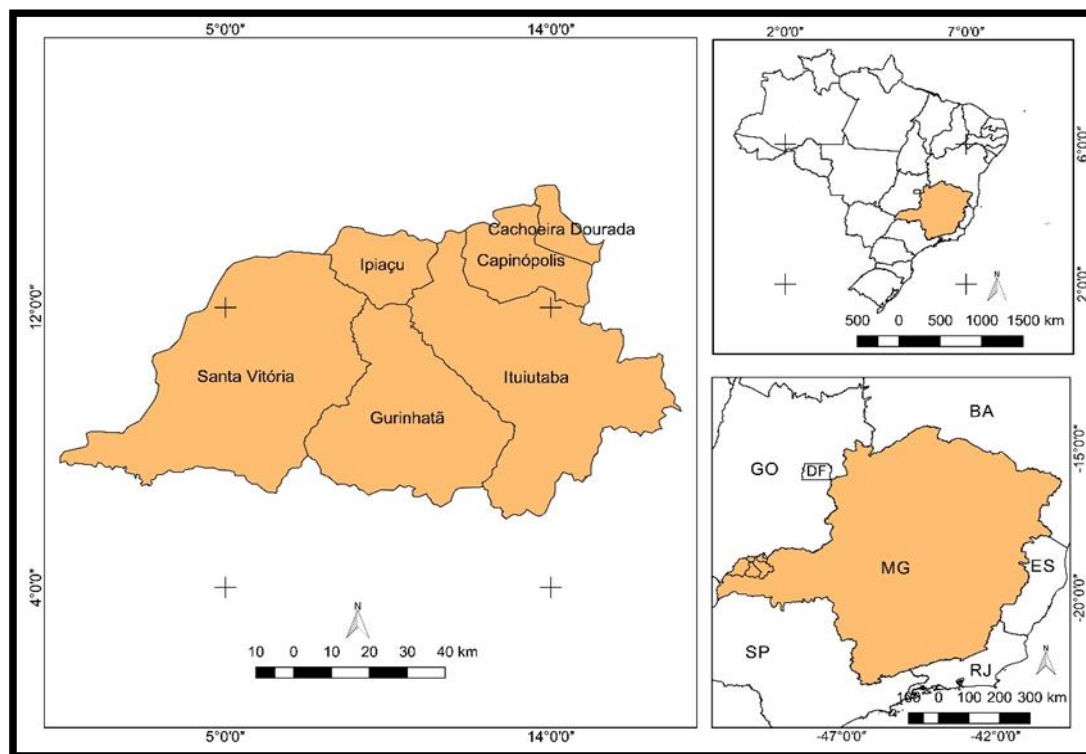 5°0'0" 14°0'0"
12°0'0"
4°0'0"
Cachoeira Dourada
Capinópolis
Ipiaçu
Santa Vitória
Ituiutaba
Gurinhatã
N
10 0 10 20 30 40 km
5°0'0" 14°0'0"
2°0'0" 7°0'0"
6°0'0"
2°0'0"
N
500 0 500 1000 1500 km
BA
GO
DF
MG
ES
SP
RJ
-15°0'0"
-20°0'0"
N
100 0 100 200 300 km
-47°0'0" -42°0'0"